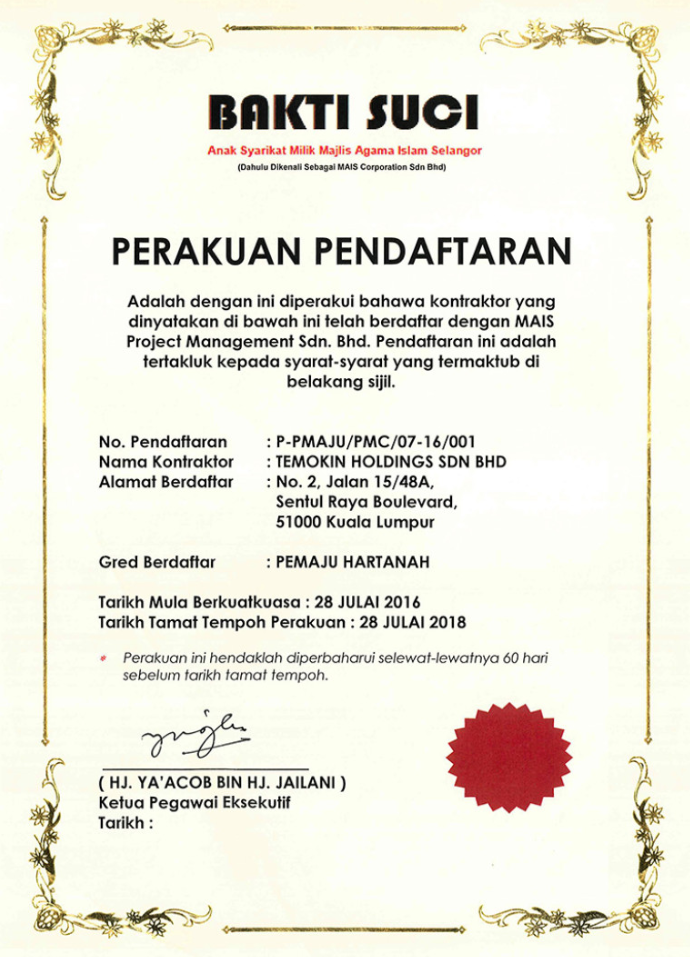 BAKTI SUCI
Anak Syarikat Milik Majlis Agama Islam Selangor
(Dahulu Dikenali Sebagai MAIS Corporation Sdn Bhd)
PERAKUAN PENDAFTARAN
Adalah dengan ini diperakui bahawa kontraktor yang
dinyatakan di bawah ini telah berdaftar dengan MAIS
Project Management Sdn. Bhd. Pendaftaran ini adalah
tertakluk kepada syarat-syarat yang termaktub di
belakang sijil.
No. Pendaftaran : P-PMAJU/PMC/07-16/001
Nama Kontraktor : TEMOKIN HOLDINGS SDN BHD
Alamat Berdaftar : No. 2, Jalan 15/48A,
Sentul Raya Boulevard,
51000 Kuala Lumpur
Gred Berdaftar : PEMAJU HARTANAH
Tarikh Mula Berkuatkuasa : 28 JULAI 2016
Tarikh Tamat Tempoh Perakuan : 28 JULAI 2018
* Perakuan ini hendaklah diperbaharui selewat-lewatnya 60 hari
sebelum tarikh tamat tempoh.
( HJ. YA'ACOB BIN HJ. JAILANI )
Ketua Pegawai Eksekutif
Tarikh :